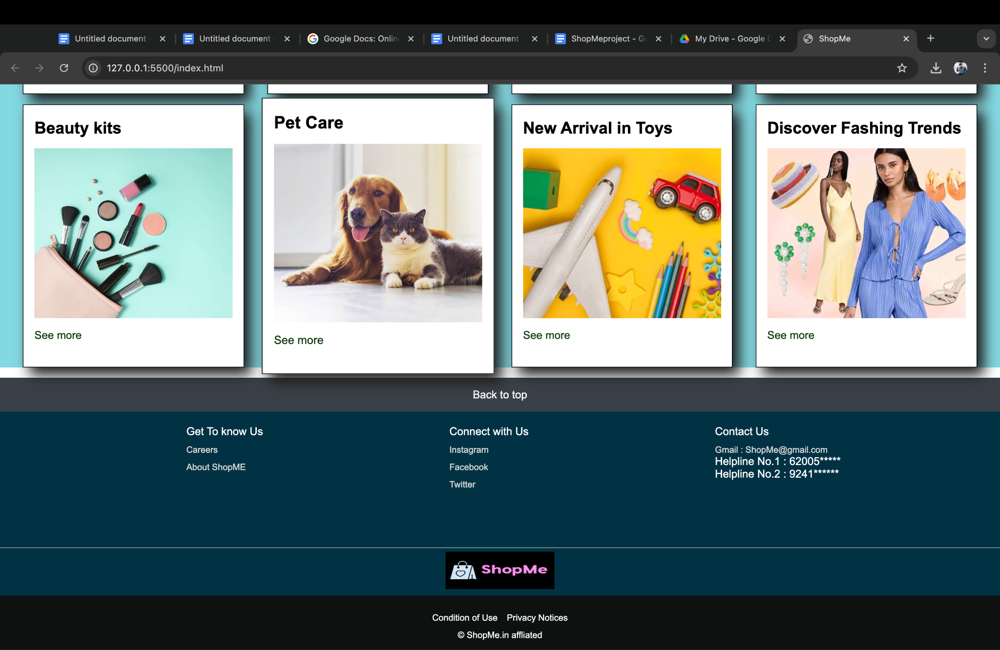 Untitled document -
Untitled document -
Google Docs: Onlin
Untitled document -
ShopMeproject - Go
My Drive - Google D
ShopMe
127.0.0.1:5500/index.html
Beauty kits
Pet Care
New Arrival in Toys
Discover Fashing Trends
See more
See more
See more
See more
Back to top
Get To know Us
Careers
About ShopME
Connect with Us
Instagram
Facebook
Twitter
Contact Us
Gmail : ShopMe@gmail.com
Helpline No.1 : 62005*****
Helpline No.2 : 9241******
ShopMe
Condition of Use Privacy Notices
© ShopMe.in affliated